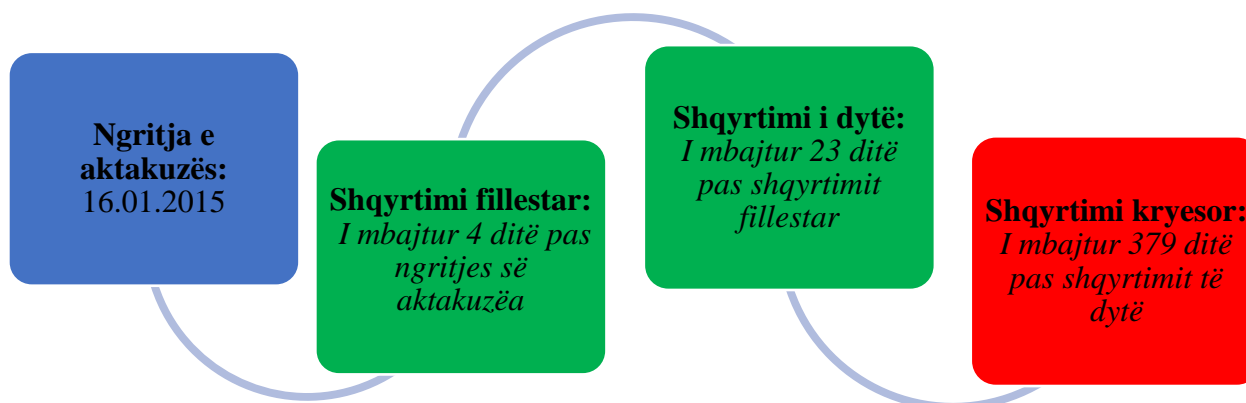 Ngritja e
aktakuzës:
16.01.2015
Shqyrtimi fillestar:
I mbajtur 4 ditë pas
ngritjes së
aktakuzëa
Shqyrtimi i dytë:
I mbajtur 23 ditë
pas shqyrtimit
fillestar
Shqyrtimi kryesor:
I mbajtur 379 ditë
pas shqyrtimit të
dytë